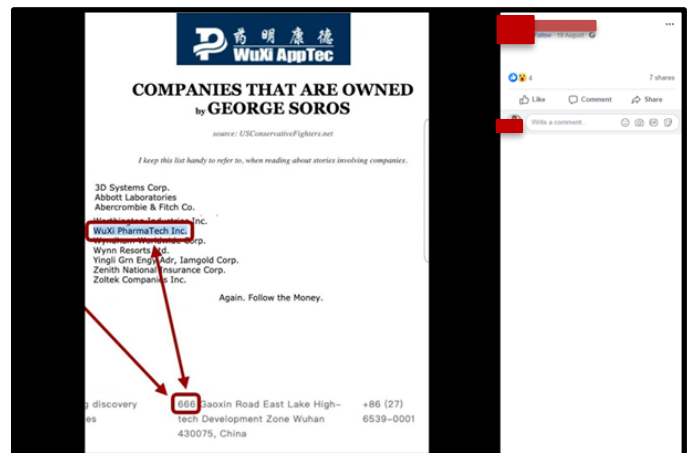 药明康德
WuXi AppTec
COMPANIES THAT ARE OWNED
by GEORGE SOROS
source: USConservativeFighters.net
I keep this list handy to refer to, when reading about stories involving companies.
3D Systems Corp.
Abbott Laboratories
Abercrombie & Fitch Co.
Worthington Industries Inc.
WuXi PharmaTech Inc.
Wyndham Worldwide Corp.
Wynn Resorts Ltd.
Yingli Grn Engy Adr, Iamgold Corp.
Zenith National Insurance Corp.
Zoltek Companies Inc.
Again. Follow the Money.
discovery
es
666 Gaoxin Road East Lake High-
tech Development Zone Wuhan
430075, China
+86 (27)
6539-0001
Follow · 19 August ·
4
7 shares
Like Comment Share
Write a comment...